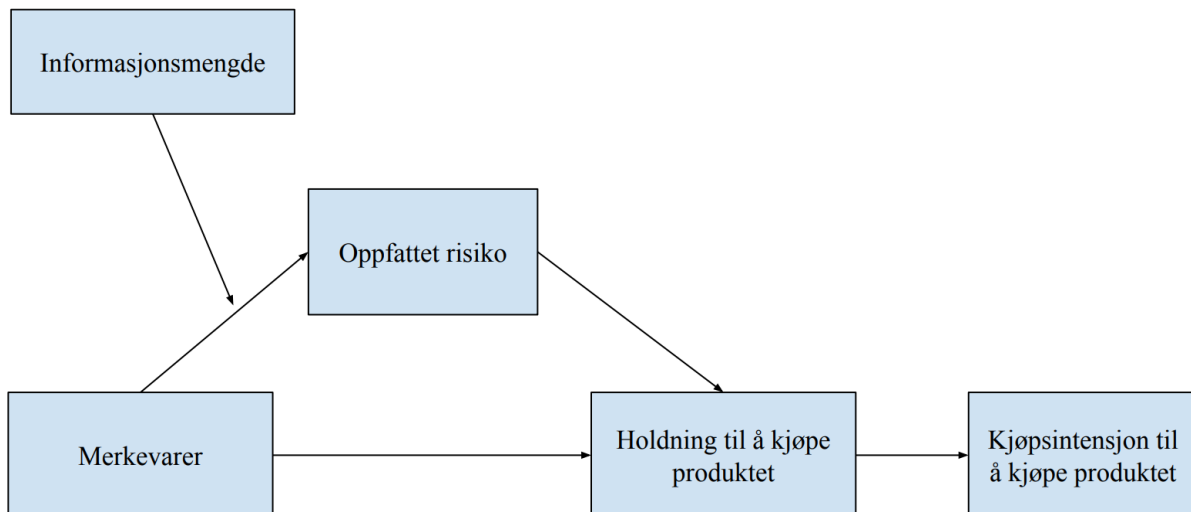 Informasjonsmengde
Oppfattet risiko
Merkevarer
Holdning til å kjøpe
produktet
Kjøpsintensjon til
å kjøpe produktet